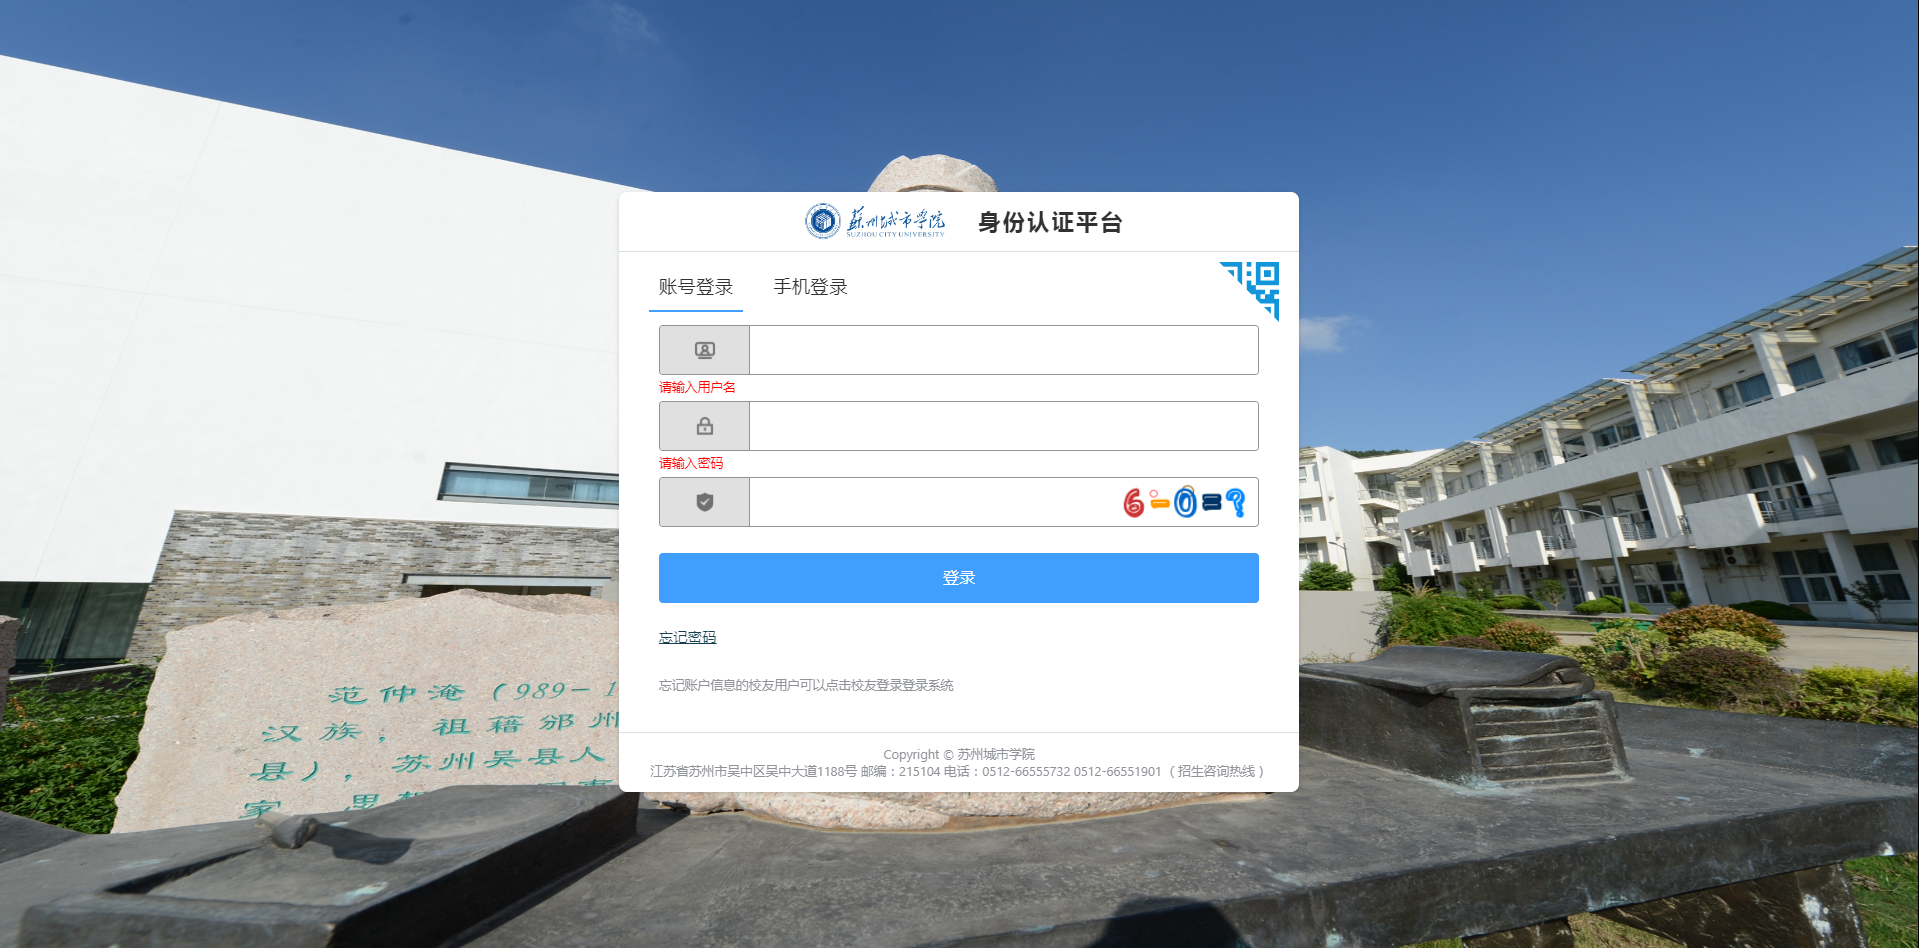 蘇州城市学院
SUZHOU CITY UNIVERSITY
身份认证平台
账号登录 手机登录
请输入用户名
请输入密码
6-0=?
登录
忘记密码
忘记账户信息的校友用户可以点击校友登录登录系统
Copyright © 苏州城市学院
江苏省苏州市吴中区吴中大道1188号 邮编：215104 电话：0512-66555732 0512-66551901 （招生咨询热线）
范仲淹（989-1
汉族，祖籍邠州
县），苏州吴县人
家 思